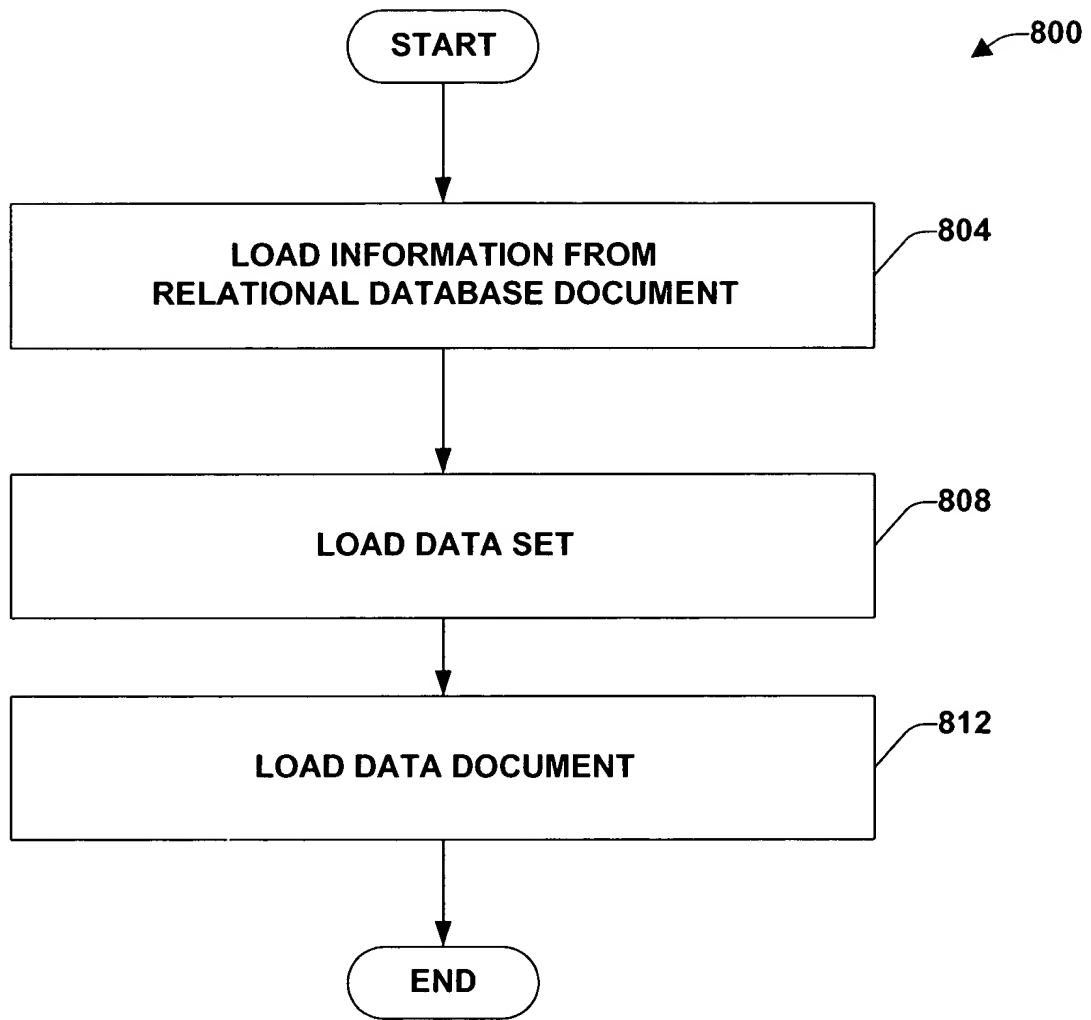 START
800
LOAD INFORMATION FROM
RELATIONAL DATABASE DOCUMENT
804
LOAD DATA SET
808
LOAD DATA DOCUMENT
812
END